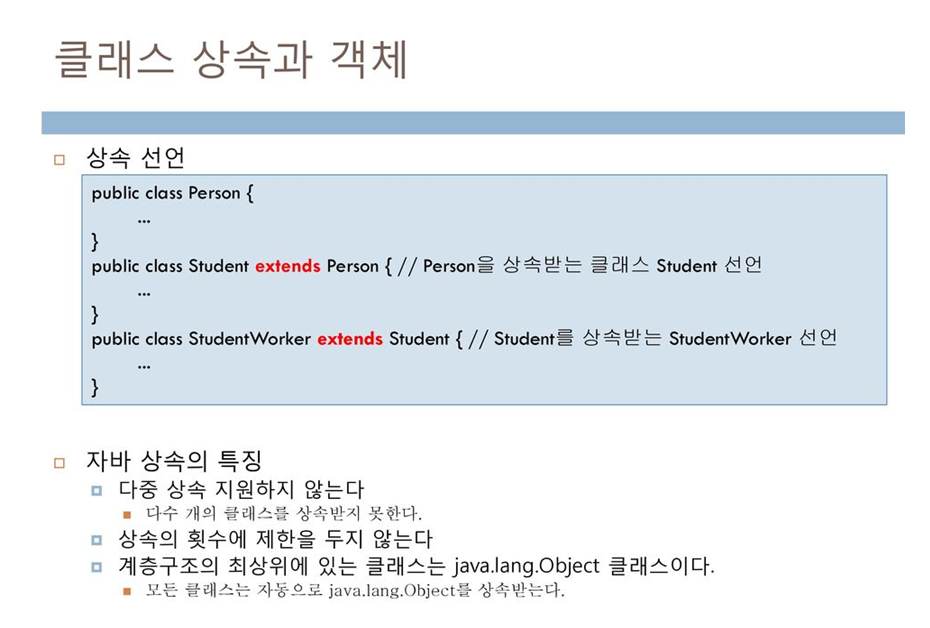 클래스 상속과 객체
상속 선언
public class Person {
...
}
public class Student extends Person { // Person을 상속받는 클래스 Student 선언
...
}
public class StudentWorker extends Student { // Student를 상속받는 StudentWorker 선언
...
}
자바 상속의 특징
다중 상속 지원하지 않는다
다수 개의 클래스를 상속받지 못한다.
상속의 횟수에 제한을 두지 않는다
계층구조의 최상위에 있는 클래스는 java.lang.Object 클래스이다.
모든 클래스는 자동으로 java.lang.Object를 상속받는다.